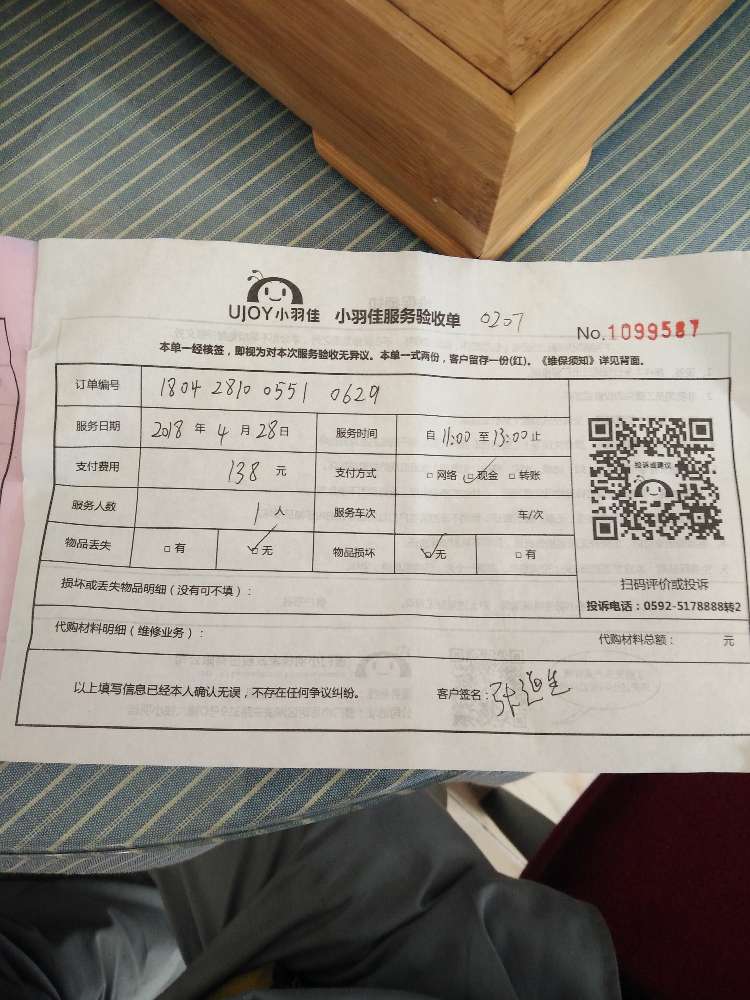 UJOY小羽佳 小羽佳服务验收单 0207
No.1099587
本单一经核签，即视为对本次服务验收无异议。本单一式两份，客户留存一份(红)。《维保须知》详见背面。
订单编号 1804 2810 0551 0629
服务日期 2018 年 4 月 28 日 服务时间 自 11:00 至 13:00 止
支付费用 138 元 支付方式 □ 网络 □ 现金 □ 转账
服务人数 1 人 服务车次 车/次
物品丢失 □ 有 □ 无 物品损坏 □ 无 □ 有
投诉或建议
扫码评价或投诉
投诉电话：0592-5178888转2
损坏或丢失物品明细（没有可不填）：
代购材料明细（维修业务）： 代购材料总额： 元
以上填写信息已经本人确认无误，不存在任何争议纠纷。 客户签名：张